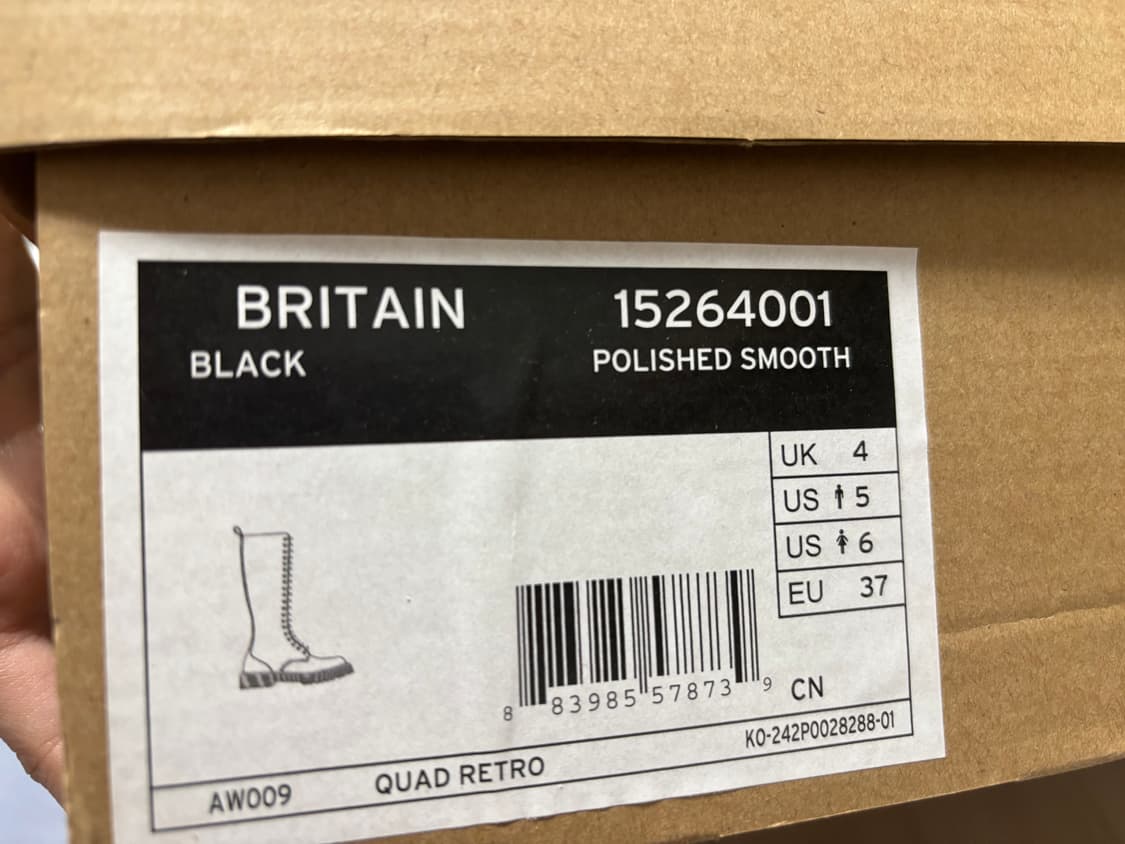 BRITAIN
15264001
BLACK
POLISHED SMOOTH
UK 4
US 5
US 6
EU 37
8 83985 57873 9
CN
K0-242P0028288-01
AW009
QUAD RETRO